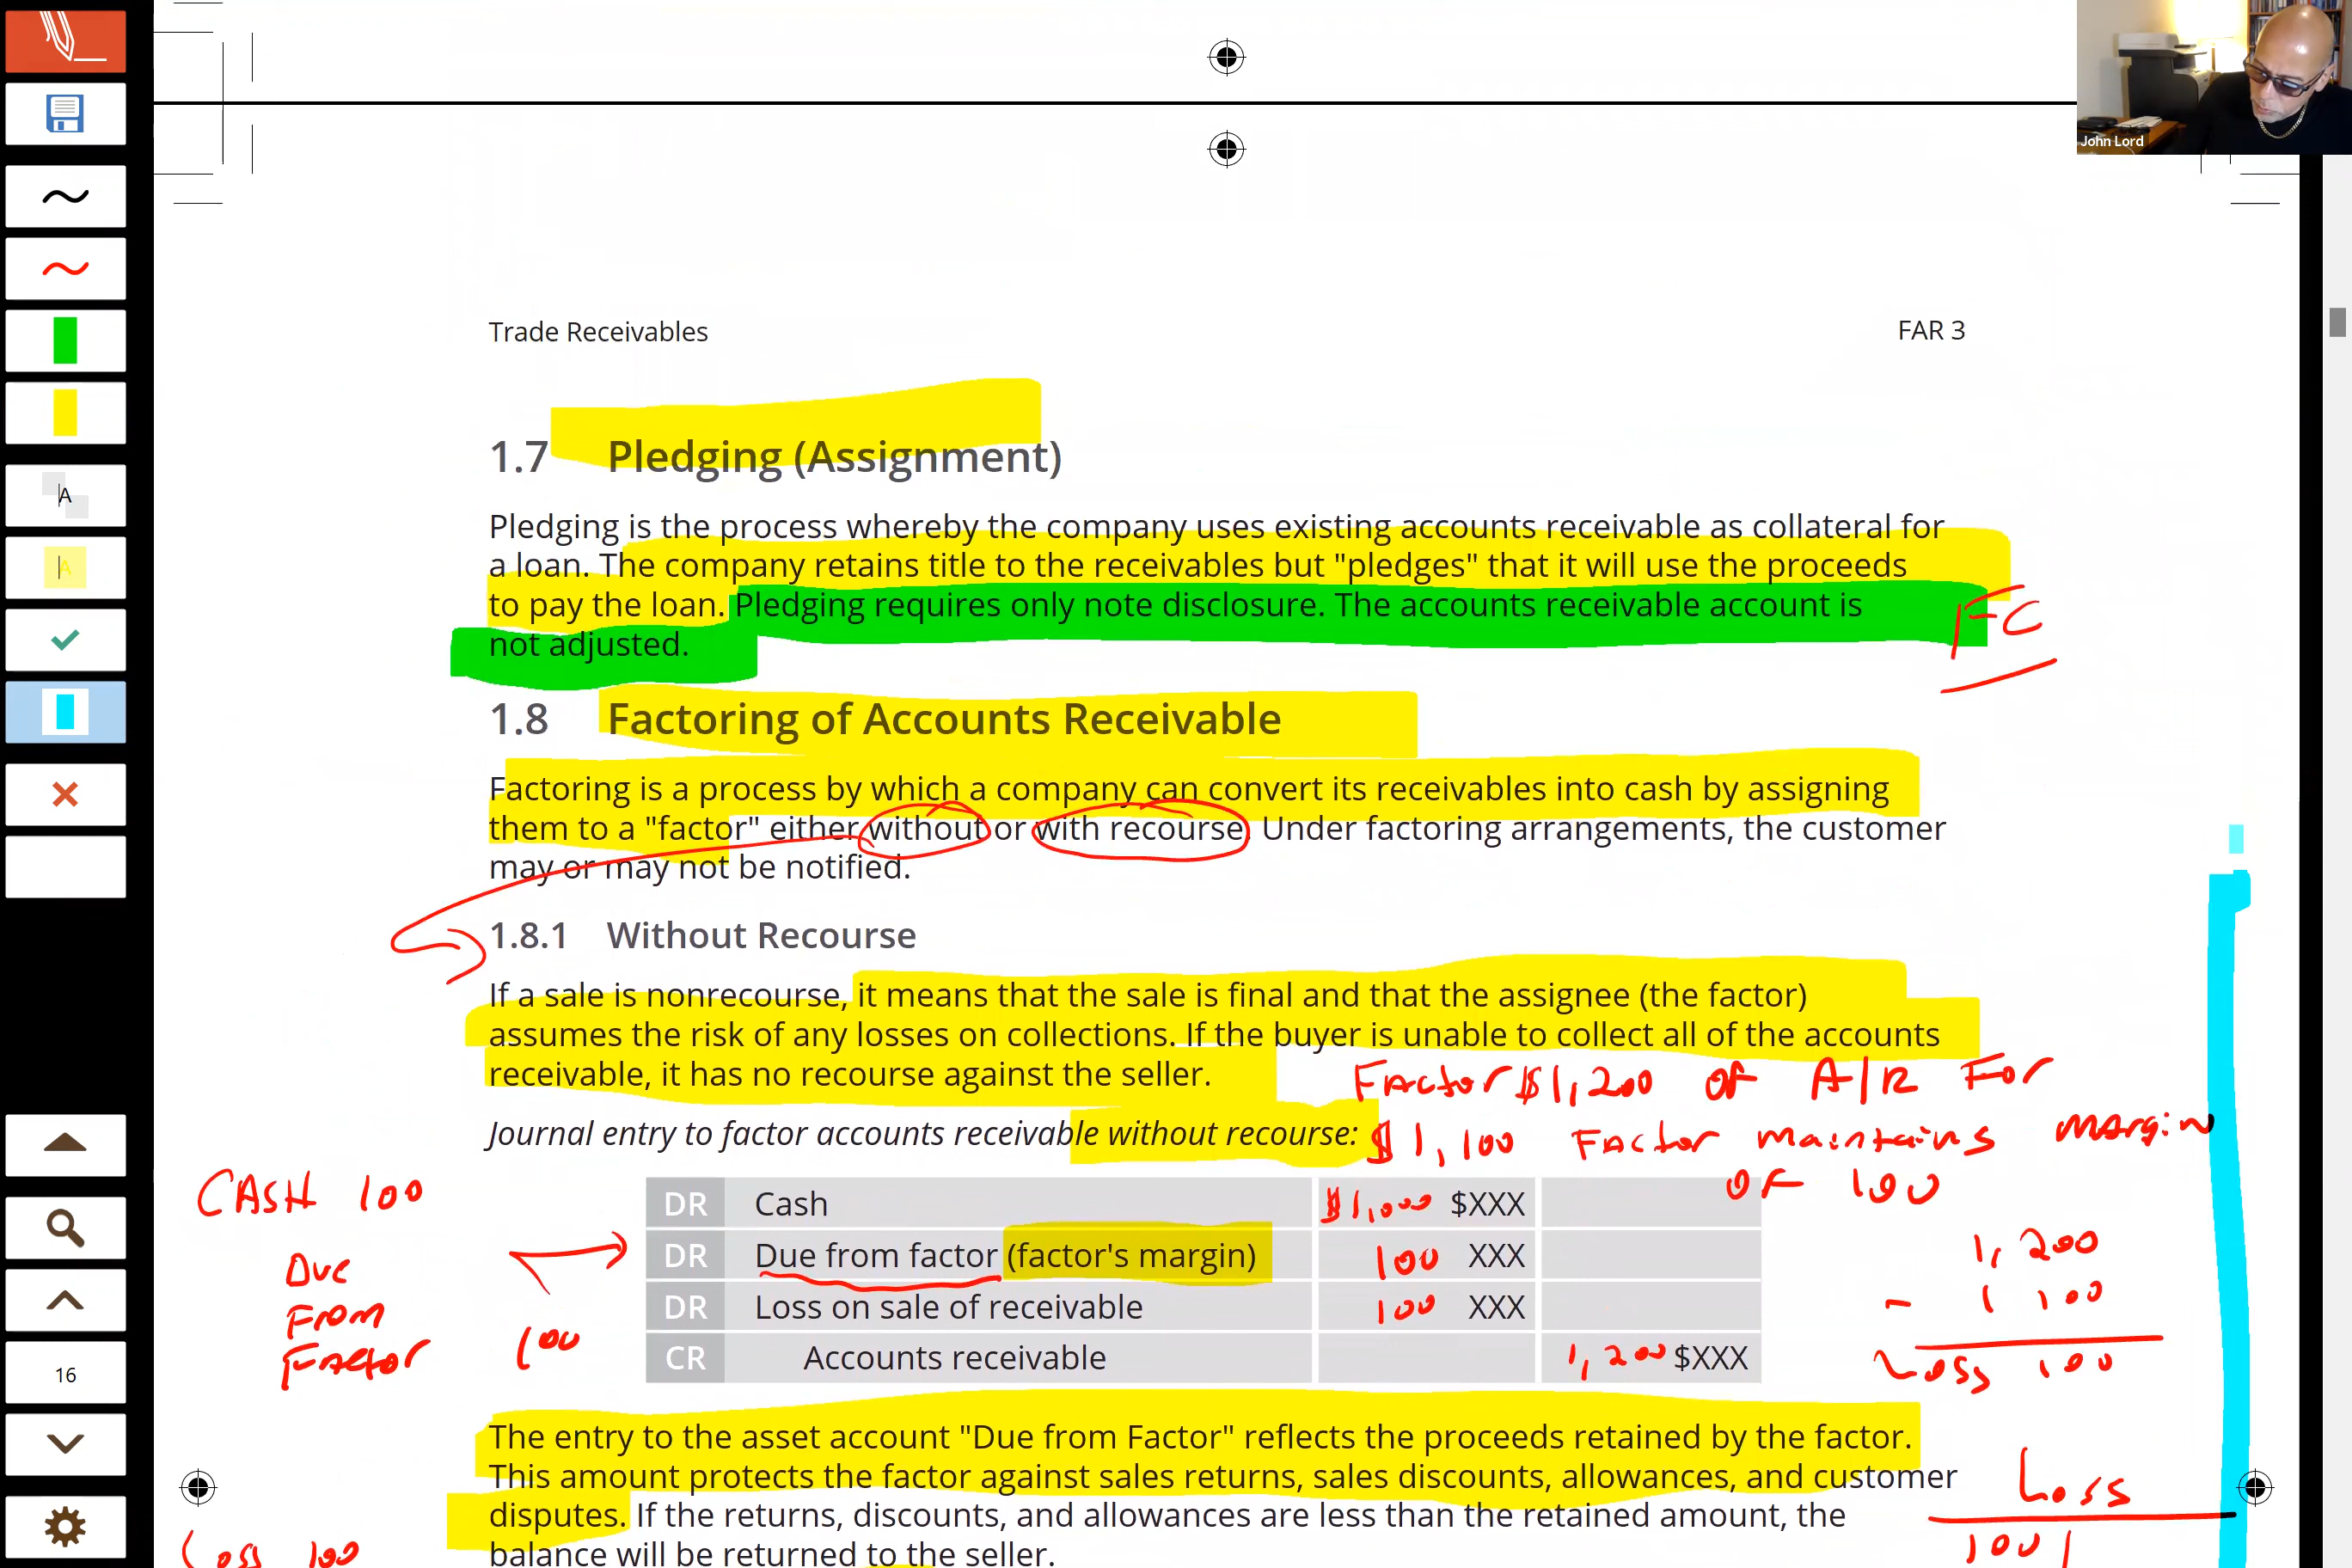 John Lord
Trade Receivables FAR 3
1.7 Pledging (Assignment)
Pledging is the process whereby the company uses existing accounts receivable as collateral for
a loan. The company retains title to the receivables but "pledges" that it will use the proceeds
to pay the loan. Pledging requires only note disclosure. The accounts receivable account is
not adjusted.
1.8 Factoring of Accounts Receivable
Factoring is a process by which a company can convert its receivables into cash by assigning
them to a "factor" either without or with recourse. Under factoring arrangements, the customer
may or may not be notified.
1.8.1 Without Recourse
If a sale is nonrecourse, it means that the sale is final and that the assignee (the factor)
assumes the risk of any losses on collections. If the buyer is unable to collect all of the accounts
receivable, it has no recourse against the seller.
Factor $1,200 of A/R For
Journal entry to factor accounts receivable without recourse:
$1,100 Factor maintains margin
of 100
CASH 100
DR Cash $1,000 $XXX
DR Due from factor (factor's margin) 100 XXX
DR Loss on sale of receivable 100 XXX
CR Accounts receivable 1,200 $XXX
Due
From
Factor 100
1,200
- 1 100
Loss 100
The entry to the asset account "Due from Factor" reflects the proceeds retained by the factor.
This amount protects the factor against sales returns, sales discounts, allowances, and customer
disputes. If the returns, discounts, and allowances are less than the retained amount, the
balance will be returned to the seller.
Loss
100
Loss 100
16